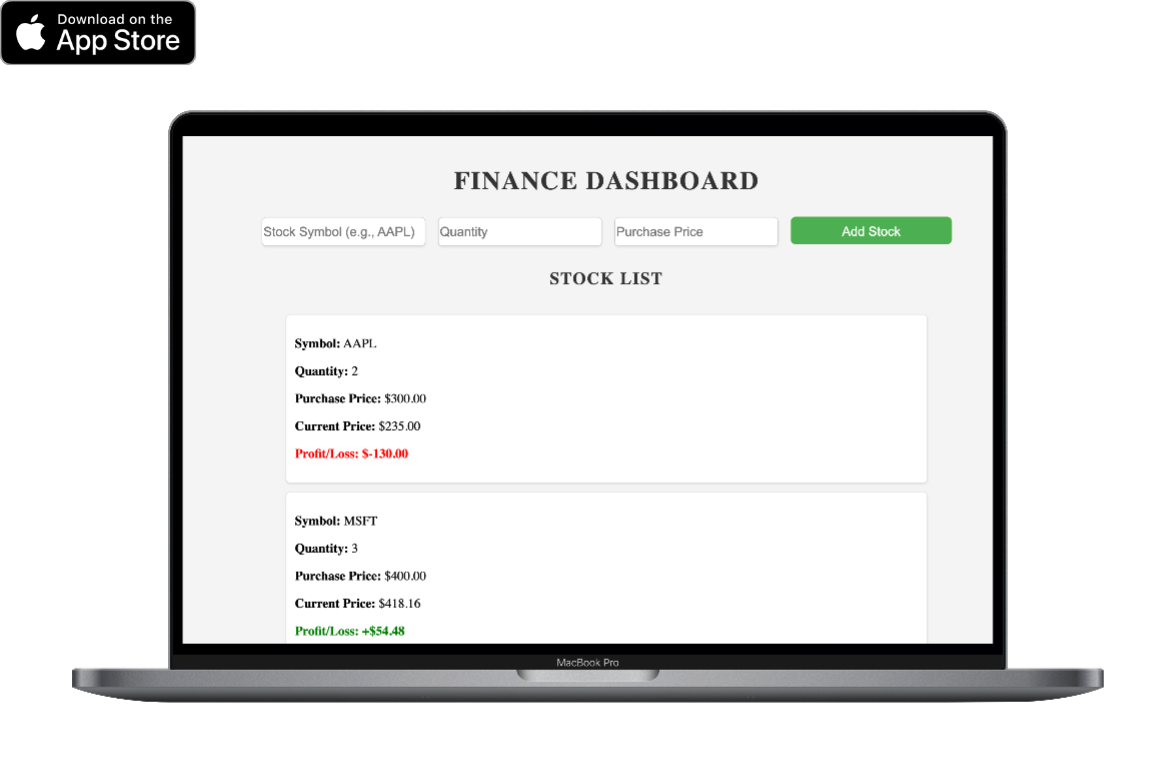 Download on the
App Store
FINANCE DASHBOARD
Stock Symbol (e.g., AAPL) Quantity Purchase Price Add Stock
STOCK LIST
Symbol: AAPL
Quantity: 2
Purchase Price: $300.00
Current Price: $235.00
Profit/Loss: $-130.00
Symbol: MSFT
Quantity: 3
Purchase Price: $400.00
Current Price: $418.16
Profit/Loss: +$54.48
MacBook Pro